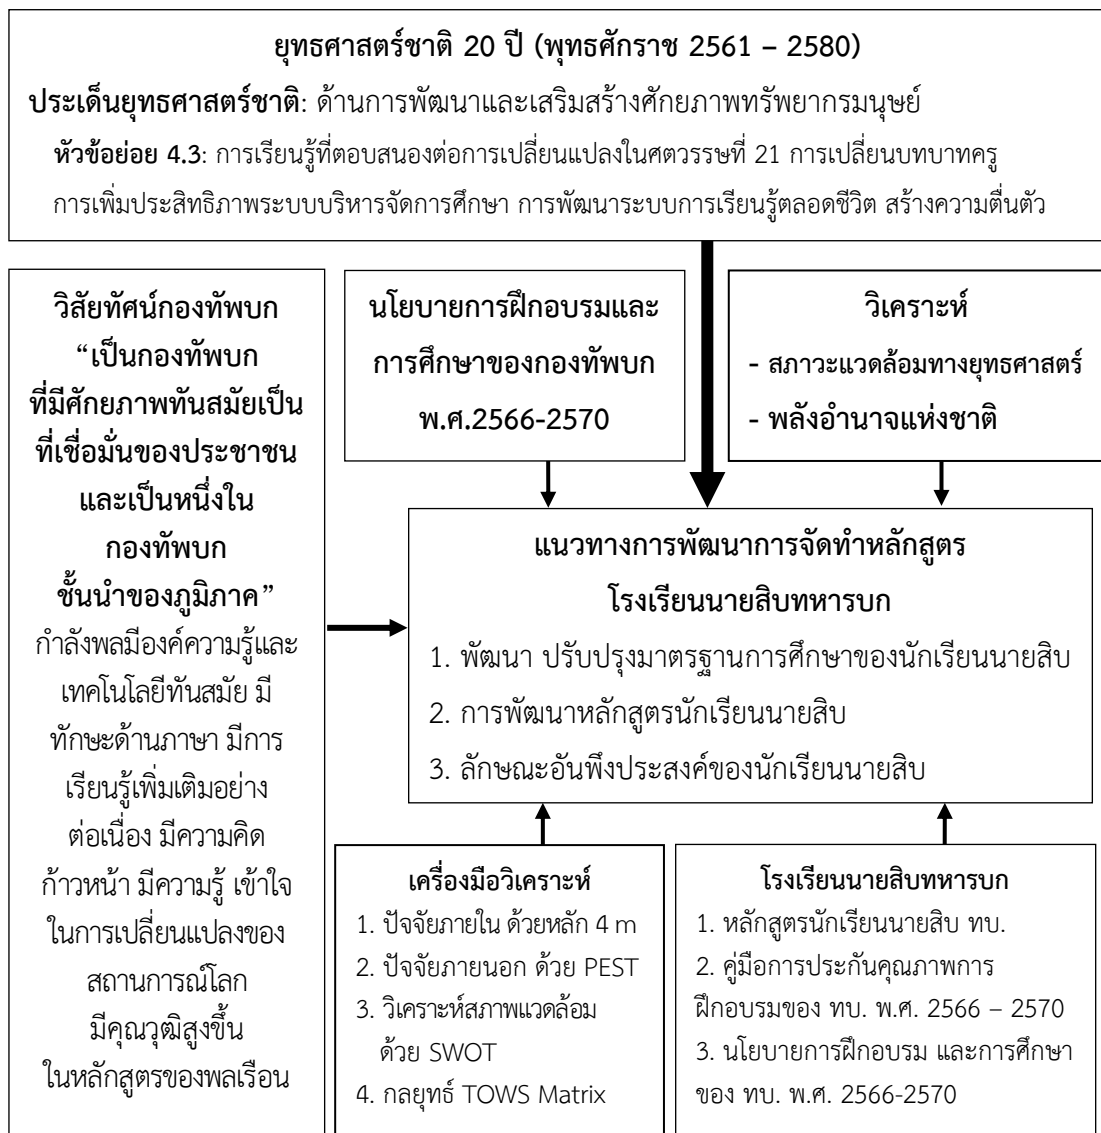 ยุทธศาสตร์ชาติ 20 ปี (พุทธศักราช 2561 – 2580)
ประเด็นยุทธศาสตร์ชาติ: ด้านการพัฒนาและเสริมสร้างศักยภาพทรัพยากรมนุษย์
หัวข้อย่อย 4.3: การเรียนรู้ที่ตอบสนองต่อการเปลี่ยนแปลงในศตวรรษที่ 21 การเปลี่ยนบทบาทครู
การเพิ่มประสิทธิภาพระบบบริหารจัดการศึกษา การพัฒนาระบบการเรียนรู้ตลอดชีวิต สร้างความตื่นตัว
วิสัยทัศน์กองทัพบก
“เป็นกองทัพบก
ที่มีศักยภาพทันสมัยเป็น
ที่เชื่อมั่นของประชาชน
และเป็นหนึ่งใน
กองทัพบก
ชั้นนำของภูมิภาค”
กำลังพลมีองค์ความรู้และ
เทคโนโลยีทันสมัย มี
ทักษะด้านภาษา มีการ
เรียนรู้เพิ่มเติมอย่าง
ต่อเนื่อง มีความคิด
ก้าวหน้า มีความรู้ เข้าใจ
ในการเปลี่ยนแปลงของ
สถานการณ์โลก
มีคุณวุฒิสูงขึ้น
ในหลักสูตรของพลเรือน
นโยบายการฝึกอบรมและ
การศึกษาของกองทัพบก
พ.ศ.2566-2570
วิเคราะห์
- สภาวะแวดล้อมทางยุทธศาสตร์
- พลังอำนาจแห่งชาติ
แนวทางการพัฒนาการจัดทำหลักสูตร
โรงเรียนนายสิบทหารบก
1. พัฒนา ปรับปรุงมาตรฐานการศึกษาของนักเรียนนายสิบ
2. การพัฒนาหลักสูตรนักเรียนนายสิบ
3. ลักษณะอันพึงประสงค์ของนักเรียนนายสิบ
เครื่องมือวิเคราะห์
1. ปัจจัยภายใน ด้วยหลัก 4 m
2. ปัจจัยภายนอก ด้วย PEST
3. วิเคราะห์สภาพแวดล้อม
ด้วย SWOT
4. กลยุทธ์ TOWS Matrix
โรงเรียนนายสิบทหารบก
1. หลักสูตรนักเรียนนายสิบ ทบ.
2. คู่มือการประกันคุณภาพการ
ฝึกอบรมของ ทบ. พ.ศ. 2566 – 2570
3. นโยบายการฝึกอบรม และการศึกษา
ของ ทบ. พ.ศ. 2566-2570